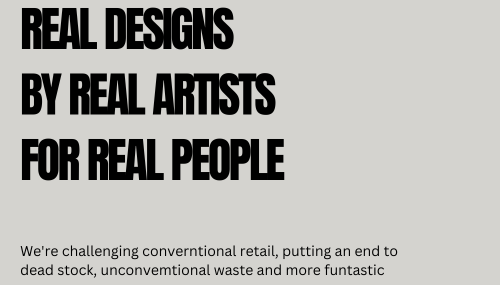 REAL DESIGNS
BY REAL ARTISTS
FOR REAL PEOPLE
We're challenging converntional retail, putting an end to
dead stock, unconvemtional waste and more funtastic